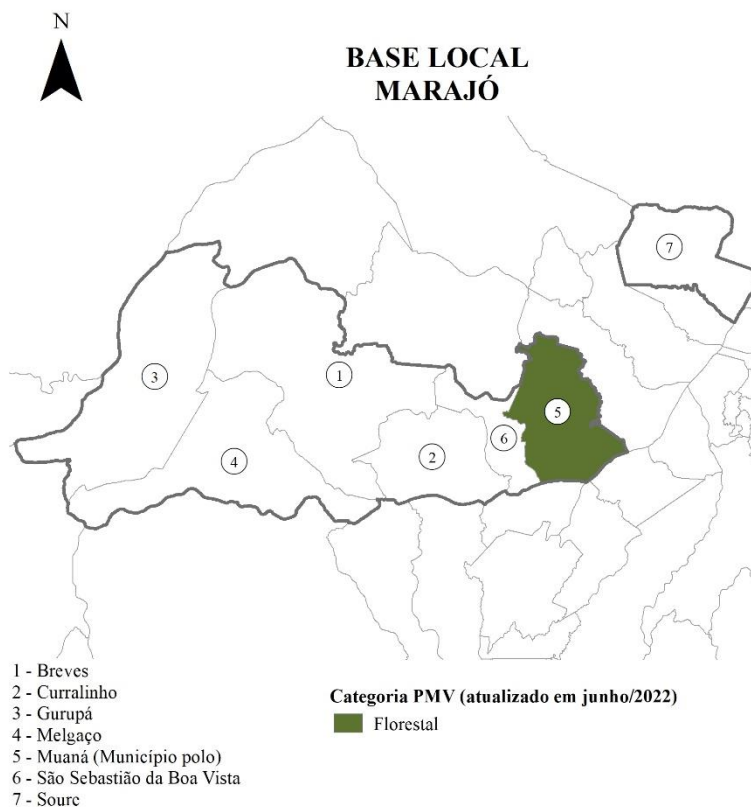 N
BASE LOCAL
MARAJÓ
7
3
1
5
6
2
4
1 - Breves
2 - Curralinho
3 - Gurupá
4 - Melgaço
5 - Muaná (Município polo)
6 - São Sebastião da Boa Vista
7 - Soure
Categoria PMV (atualizado em junho/2022)
Florestal